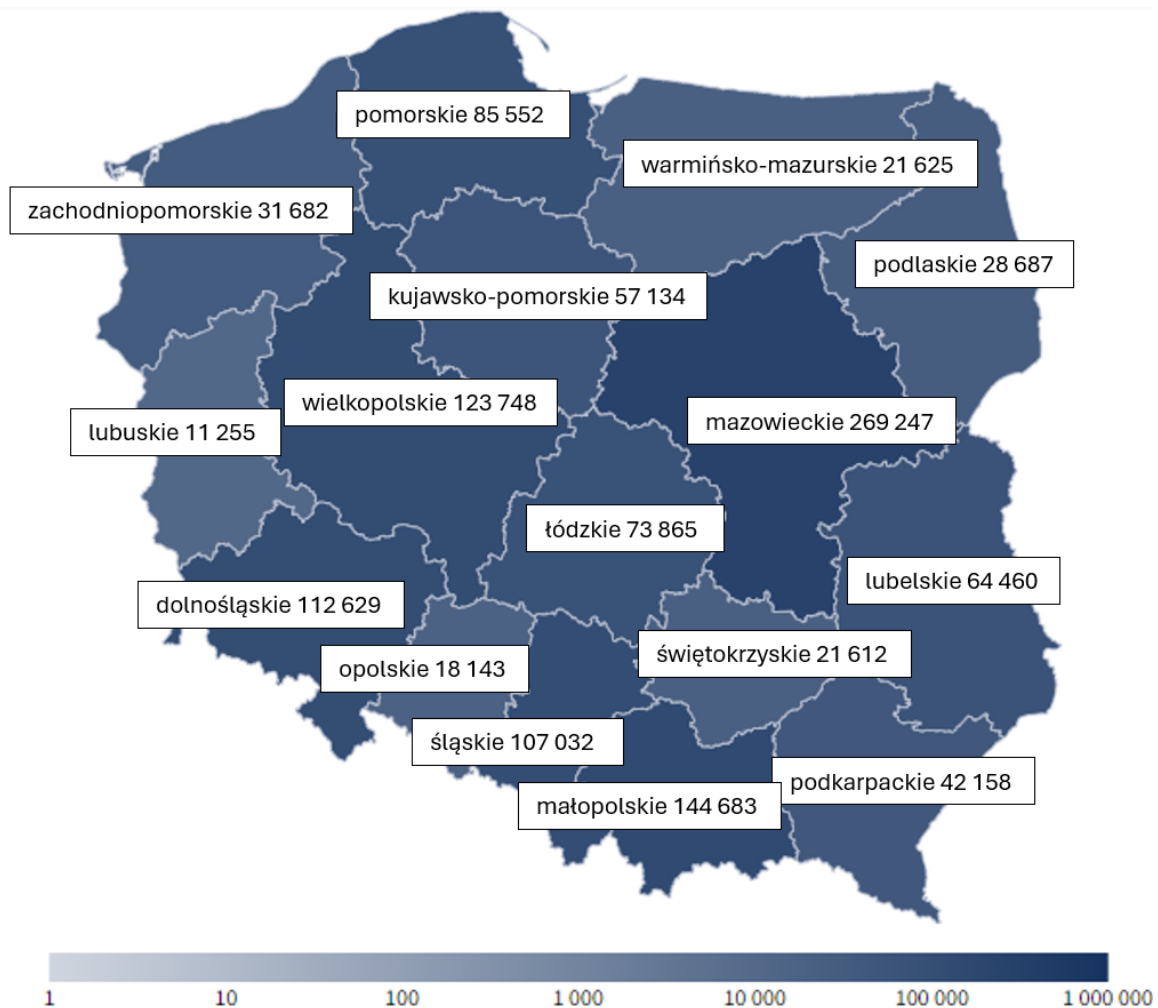 pomorskie 85 552
warmińsko-mazurskie 21 625
zachodniopomorskie 31 682
podlaskie 28 687
kujawsko-pomorskie 57 134
wielkopolskie 123 748
mazowieckie 269 247
lubuskie 11 255
łódzkie 73 865
lubelskie 64 460
dolnośląskie 112 629
świętokrzyskie 21 612
opolskie 18 143
śląskie 107 032
podkarpackie 42 158
małopolskie 144 683
1 10 100 1 000 10 000 100 000 1 000 000